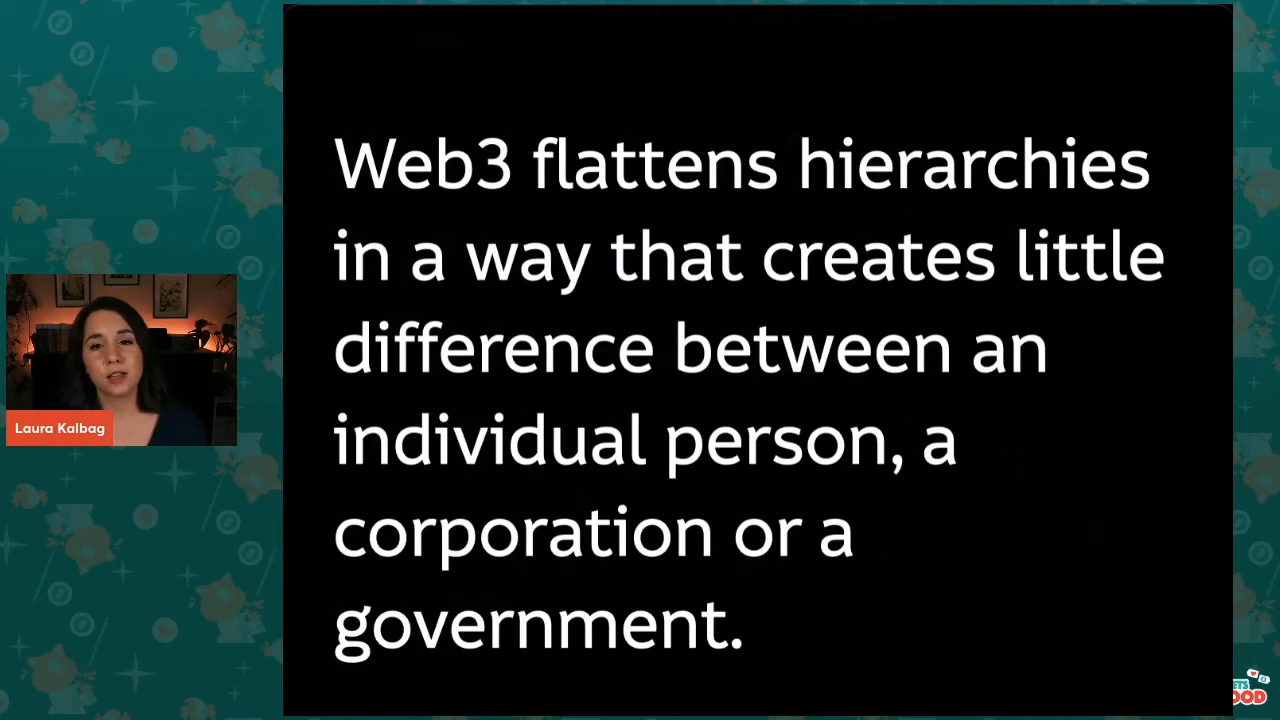 Web3 flattens hierarchies
in a way that creates little
difference between an
individual person, a
corporation or a
government.
Laura Kalbag